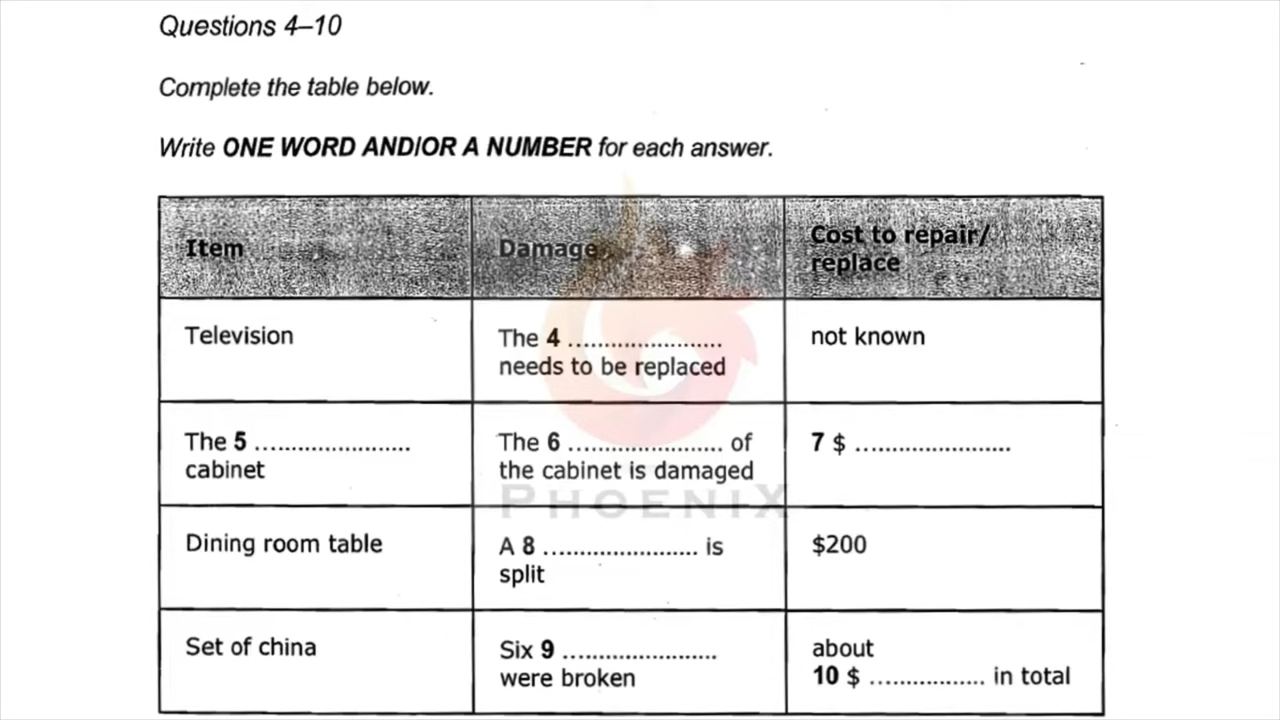 Questions 4–10
Complete the table below.
Write ONE WORD AND/OR A NUMBER for each answer.
Item
Damage
Cost to repair/
replace
Television
The 4 ......................
needs to be replaced
not known
The 5 ......................
cabinet
The 6 ...................... of
the cabinet is damaged
7 $ ......................
Dining room table
A 8 ...................... is
split
$200
Set of china
Six 9 ......................
were broken
about
10 $ ................ in total
PHOENIX